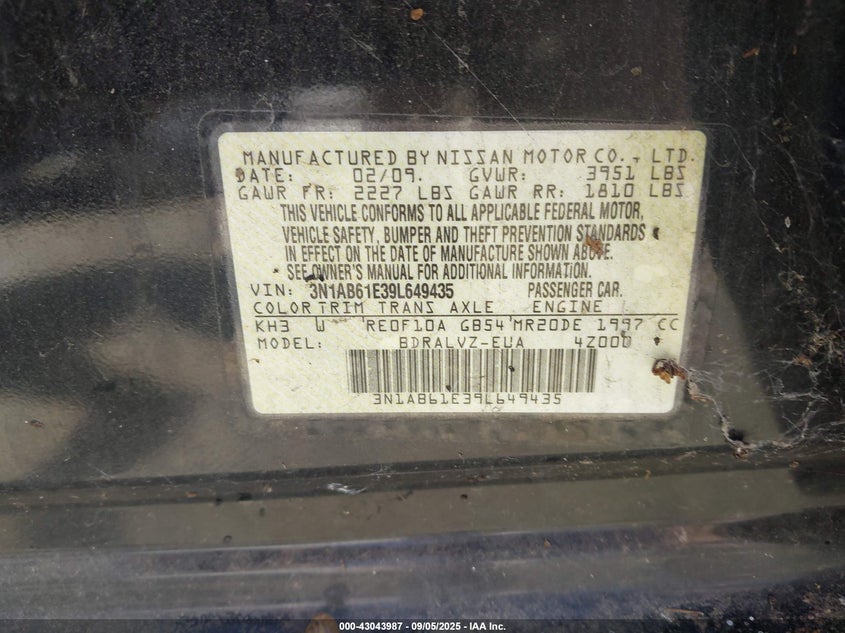 MANUFACTURED BY NISSAN MOTOR CO., LTD.
DATE: 02/09. GVWR: 3951 LBS
GAWR FR: 2227 LBS GAWR RR: 1810 LBS
THIS VEHICLE CONFORMS TO ALL APPLICABLE FEDERAL MOTOR,
VEHICLE SAFETY, BUMPER AND THEFT PREVENTION STANDARDS
IN EFFECT ON THE DATE OF MANUFACTURE SHOWN ABOVE.
SEE OWNER'S MANUAL FOR ADDITIONAL INFORMATION.
VIN: 3N1AB61E39L649435 PASSENGER CAR.
COLOR TRIM TRANS AXLE ENGINE
KH3 W RE0F10A GB54 MR20DE 1997 CC
MODEL: BDRALVZ-EUA 4Z000
3N1AB61E39L649435
000-43043987 - 09/05/2025 - IAA Inc.